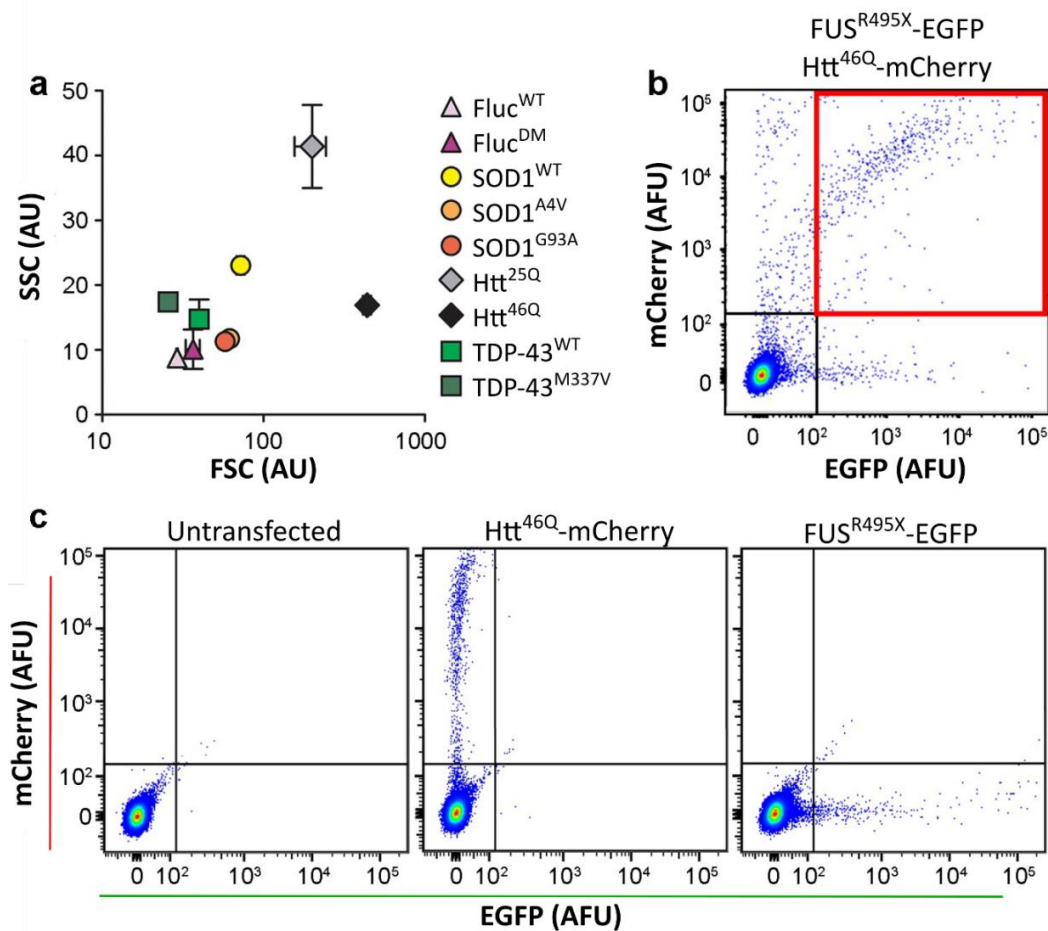 a
50
40
30
20
10
0
SSC (AU)
10
100
1000
FSC (AU)
Fluc^WT
Fluc^DM
SOD1^WT
SOD1^A4V
SOD1^G93A
Htt^25Q
Htt^46Q
TDP-43^WT
TDP-43^M337V
b
FUS^R495X-EGFP
Htt^46Q-mCherry
mCherry (AFU)
10^5
10^4
10^3
10^2
0
0
10^2
10^3
10^4
10^5
EGFP (AFU)
c
Untransfected
Htt^46Q-mCherry
FUS^R495X-EGFP
mCherry (AFU)
10^5
10^4
10^3
10^2
0
0
10^2
10^3
10^4
10^5
0
10^2
10^3
10^4
10^5
0
10^2
10^3
10^4
10^5
EGFP (AFU)